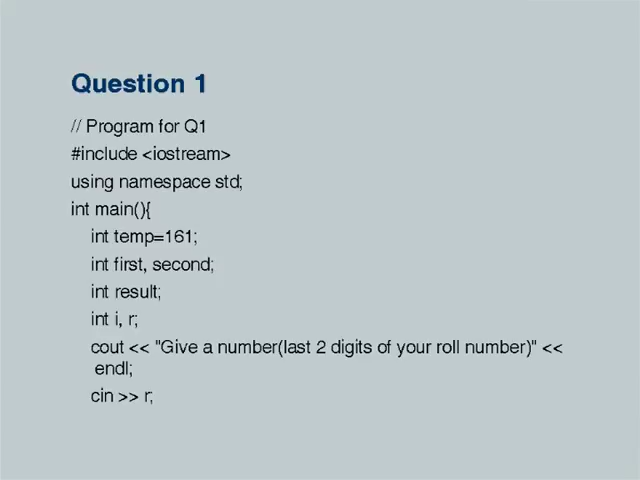 Question 1
// Program for Q1
#include <iostream>
using namespace std;
int main(){
int temp=161;
int first, second;
int result;
int i, r;
cout << "Give a number(last 2 digits of your roll number)" <<
endl;
cin >> r;